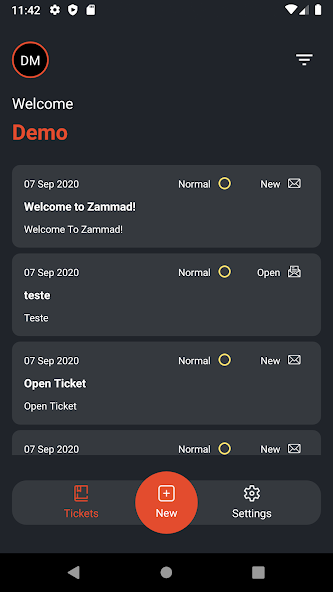 11:42
DM
Welcome
Demo
07 Sep 2020 Normal New
Welcome to Zammad!
Welcome To Zammad!
07 Sep 2020 Normal Open
teste
Teste
07 Sep 2020 Normal New
Open Ticket
Open Ticket
07 Sep 2020 Normal New
Tickets New Settings